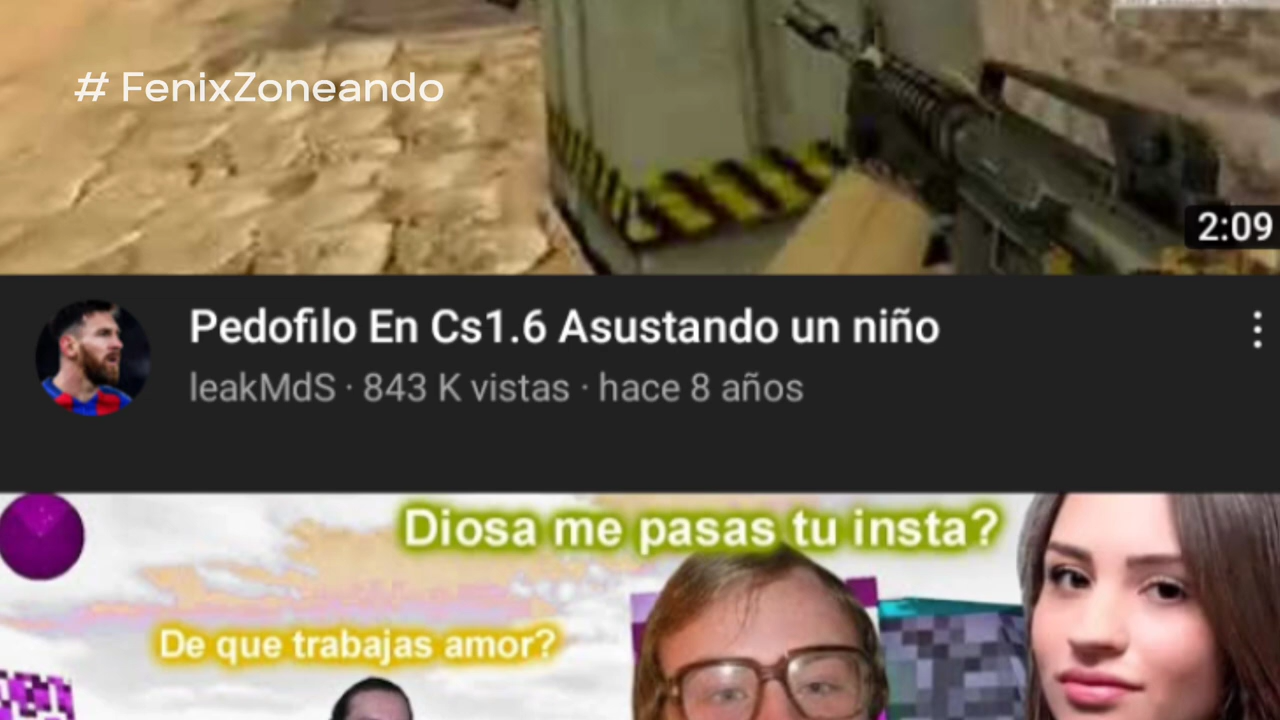 # FenixZoneando
2:09
Pedofilo En Cs1.6 Asustando un niño
leakMdS · 843 K vistas · hace 8 años
Diosa me pasas tu insta?
De que trabajas amor?